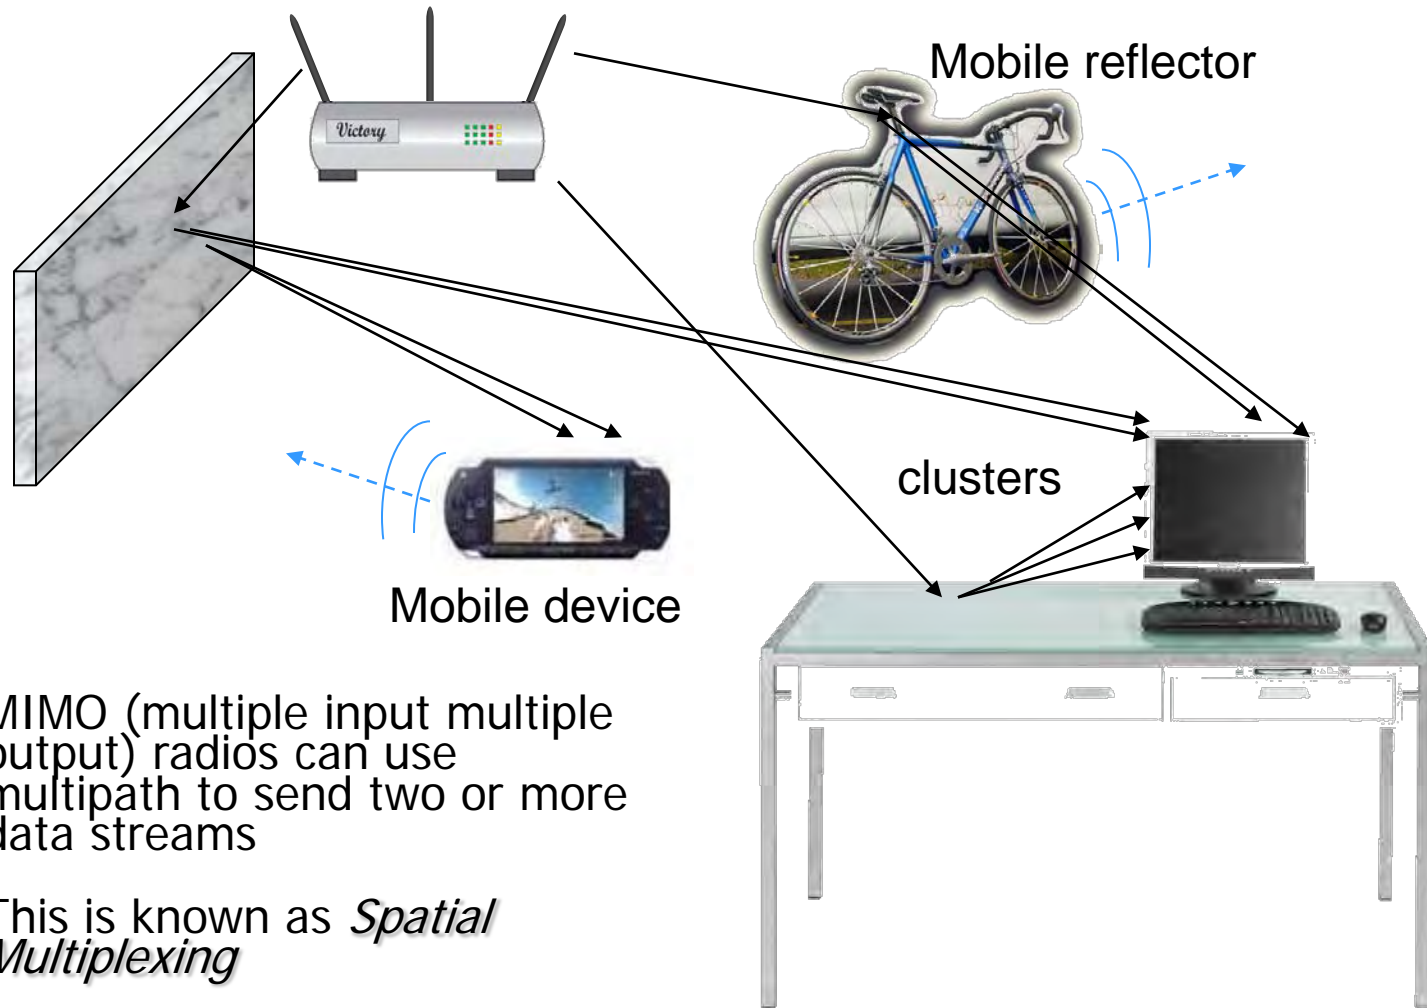 Mobile reflector
Victory
clusters
Mobile device
MIMO (multiple input multiple
output) radios can use
multipath to send two or more
data streams
This is known as Spatial
Multiplexing